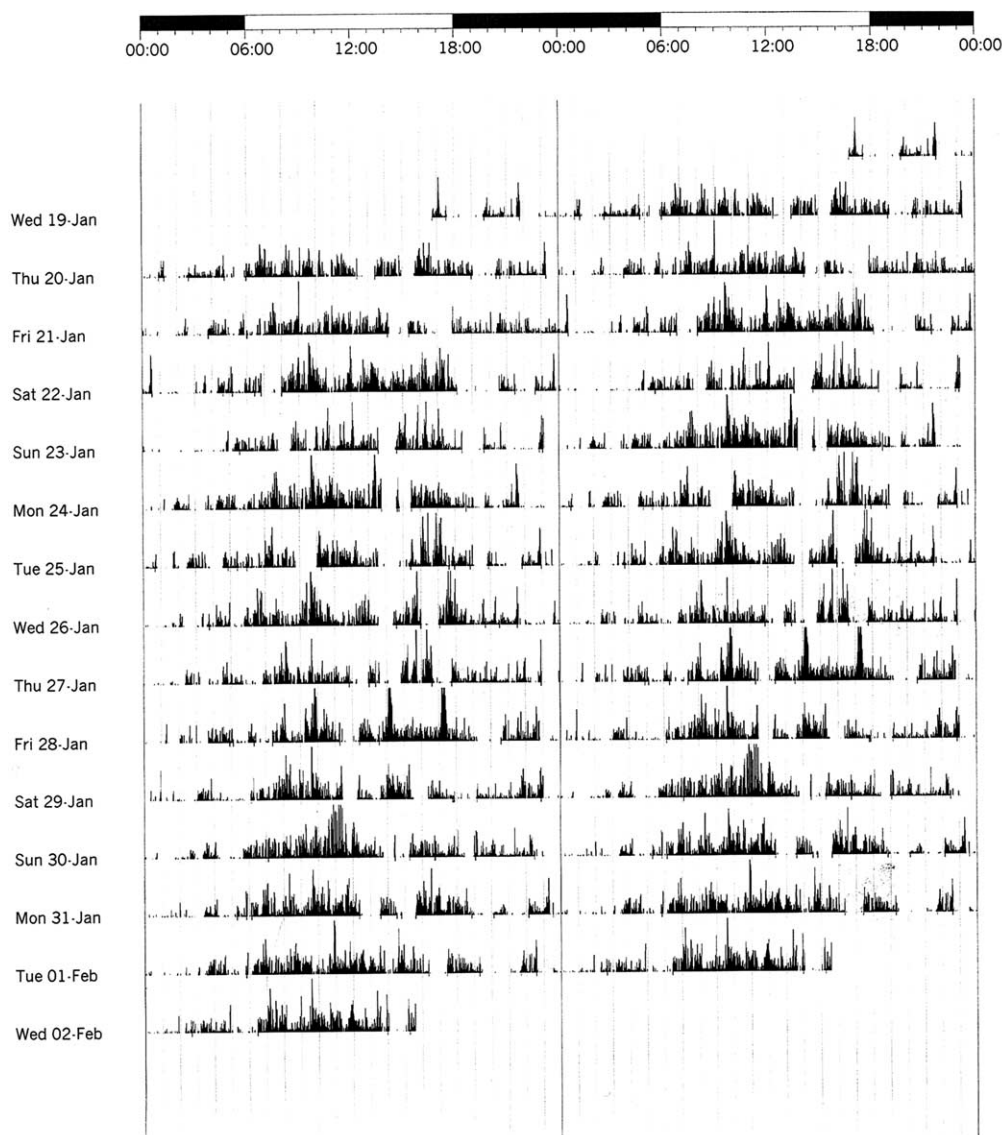 00:00 06:00 12:00 18:00 00:00 06:00 12:00 18:00 00:00
Wed 19-Jan
Thu 20-Jan
Fri 21-Jan
Sat 22-Jan
Sun 23-Jan
Mon 24-Jan
Tue 25-Jan
Wed 26-Jan
Thu 27-Jan
Fri 28-Jan
Sat 29-Jan
Sun 30-Jan
Mon 31-Jan
Tue 01-Feb
Wed 02-Feb